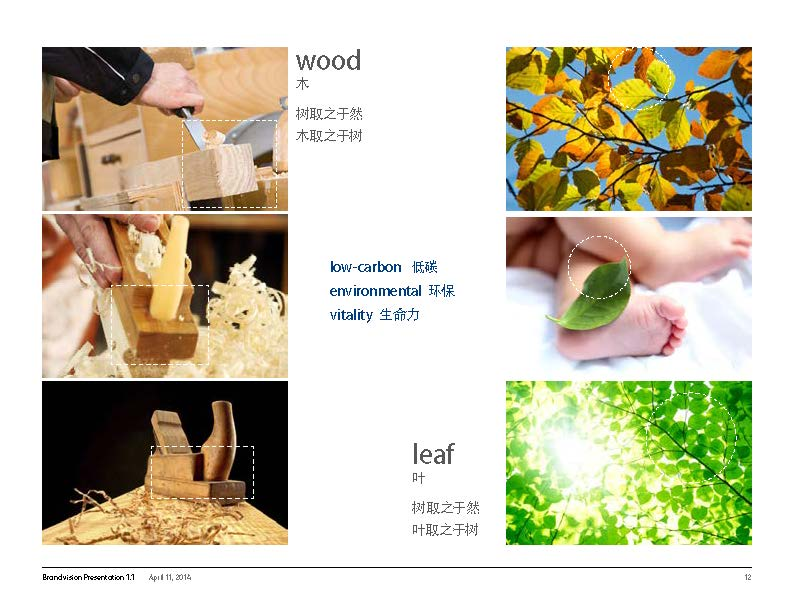 wood
木
树取之于然
木取之于树
low-carbon 低碳
environmental 环保
vitality 生命力
leaf
叶
树取之于然
叶取之于树
Brandvision Presentation 1.1 April 11, 2014 12